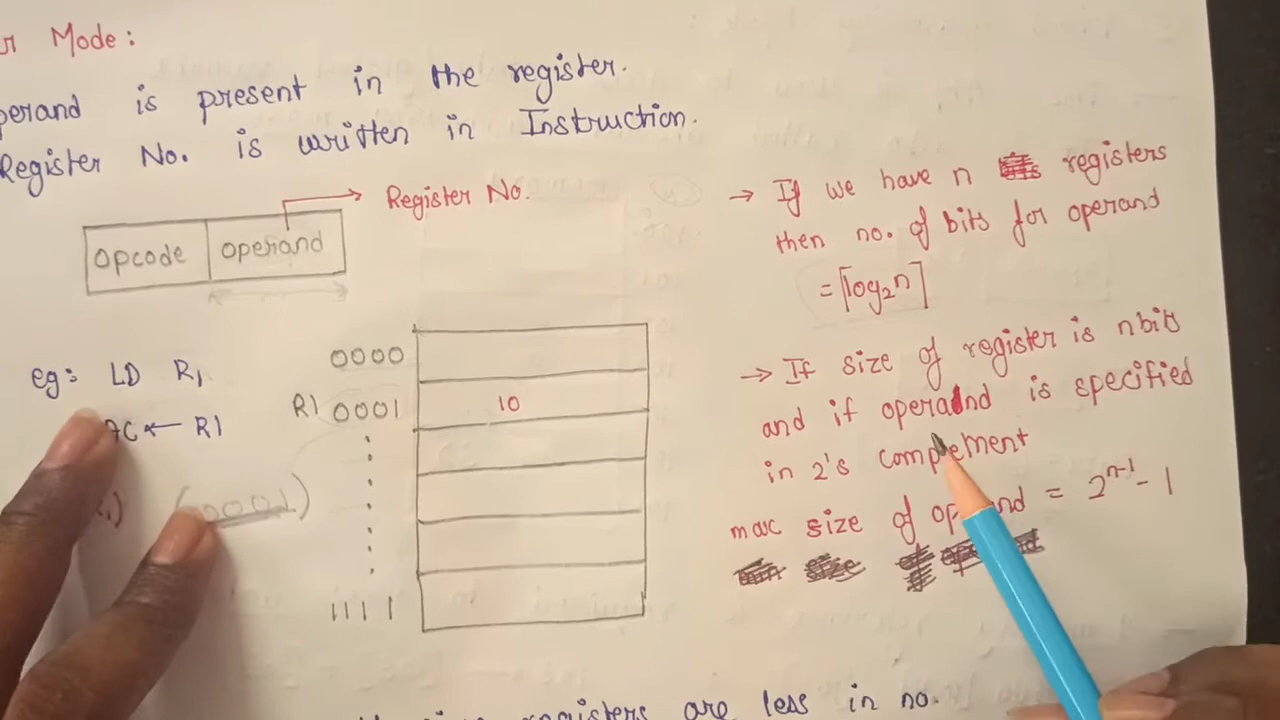 Mode:
is present in the register.
Register No. is written in Instruction.
Register No.
opcode operand
eg: LD R1
AC ← R1
(0001)
0000
R1 0001 10
1111
→ If we have n registers
then no. of bits for operand
= ⌈log₂n⌉
→ If size of register is nbits
and if operand is specified
in 2's complement
max size of operand = 2ⁿ⁻¹ - 1
registers are less in no.